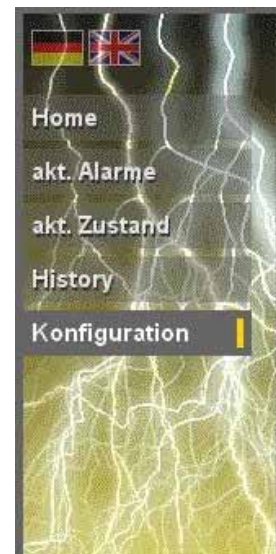 Home
akt. Alarme
akt. Zustand
History
Konfiguration